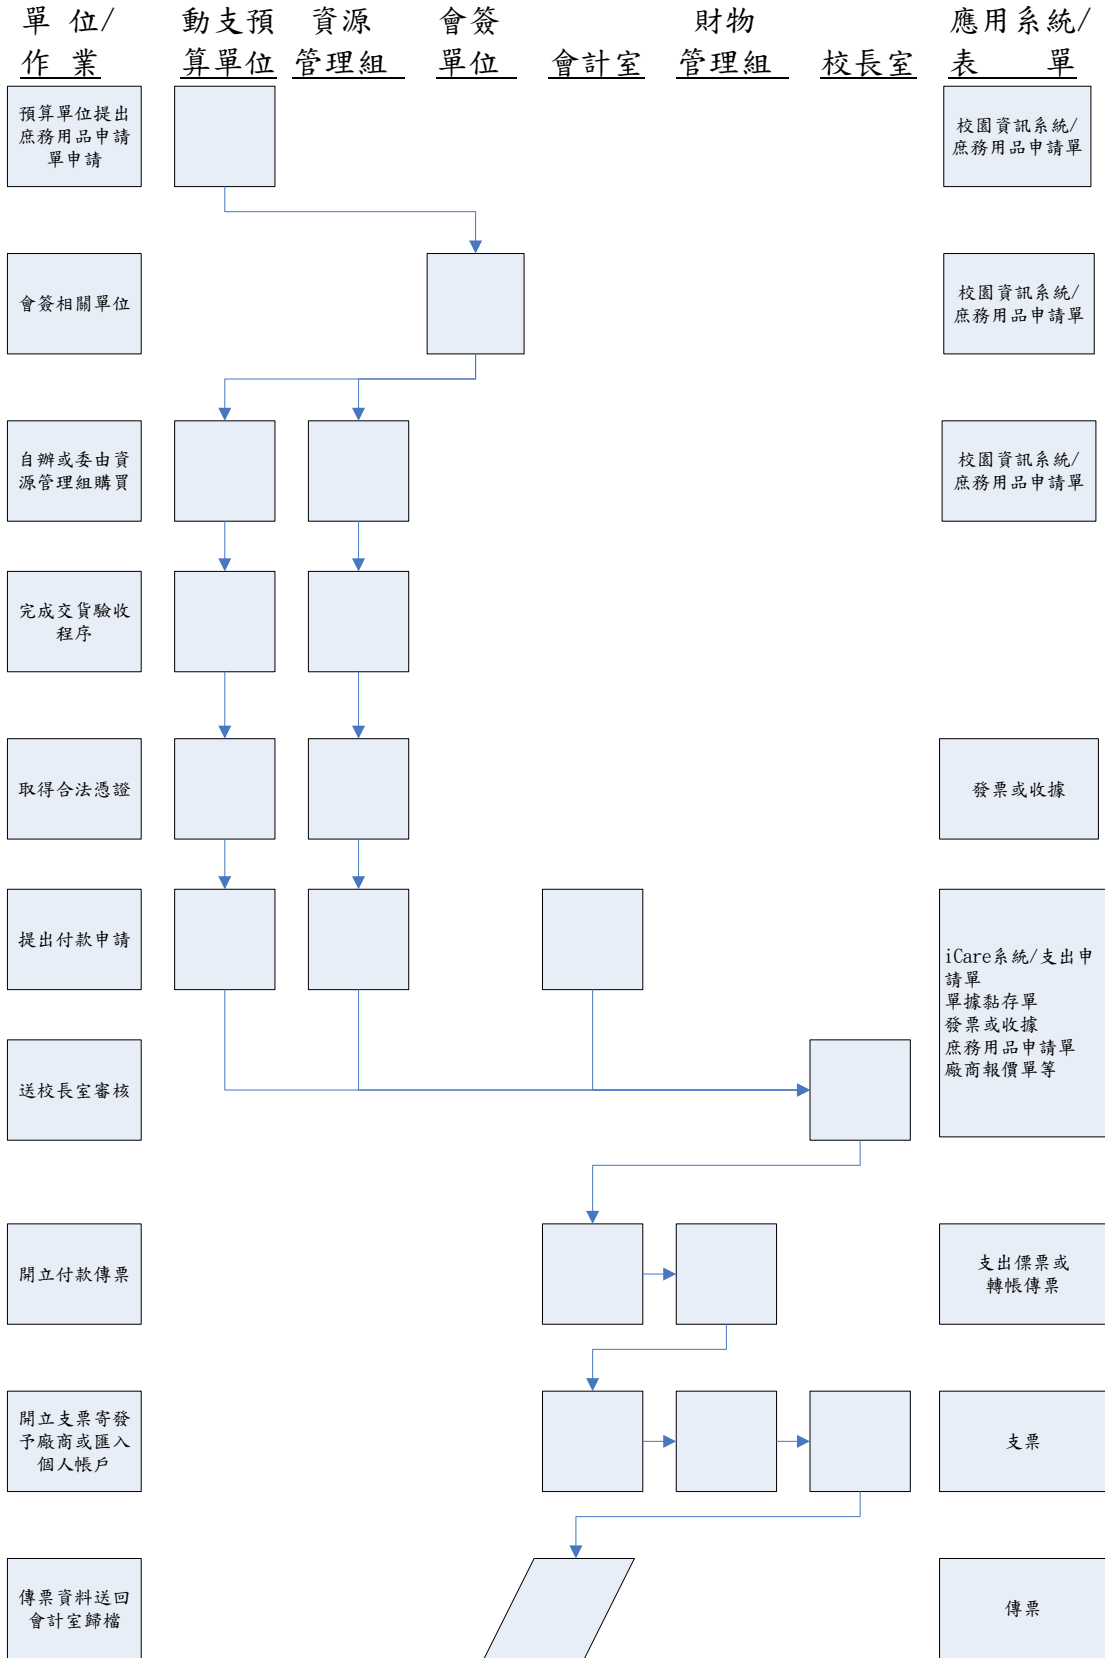 單 位/ 動支預 資源 會簽 財物 應用系統/
作 業 算單位 管理組 單位 會計室 管理組 校長室 表 單
預算單位提出
庶務用品申請
單申請
校園資訊系統/
庶務用品申請單
會簽相關單位
校園資訊系統/
庶務用品申請單
自辦或委由資
源管理組購買
校園資訊系統/
庶務用品申請單
完成交貨驗收
程序
取得合法憑證
發票或收據
提出付款申請
iCare系統/支出申
請單
單據黏存單
發票或收據
庶務用品申請單
廠商報價單等
送校長室審核
開立付款傳票
支出傳票或
轉帳傳票
開立支票寄發
予廠商或匯入
個人帳戶
支票
傳票資料送回
會計室歸檔
傳票